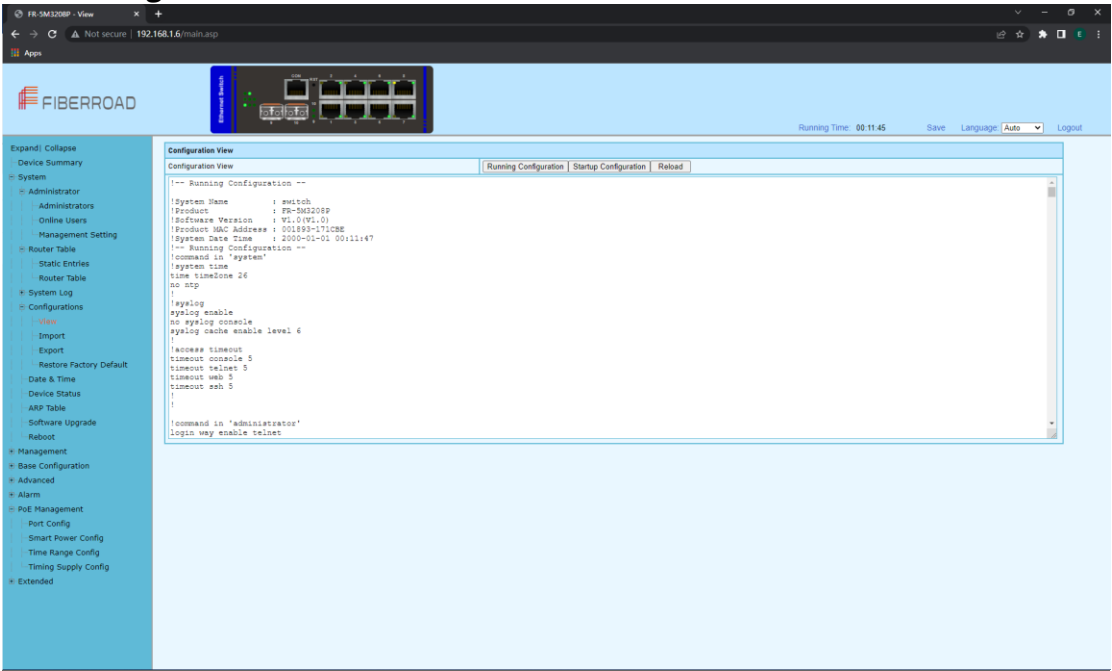 FR-5M3208P - View
Not secure | 192.168.1.6/main.asp
E
Apps
FIBERROAD
Ethernet Switch
Running Time: 00:11:45 Save Language: Auto Logout
Expand| Collapse
Device Summary
System
Administrator
Administrators
Online Users
Management Setting
Router Table
Static Entries
Router Table
System Log
Configurations
View
Import
Export
Restore Factory Default
Date & Time
Device Status
ARP Table
Software Upgrade
Reboot
Management
Base Configuration
Advanced
Alarm
PoE Management
Port Config
Smart Power Config
Time Range Config
Timing Supply Config
Extended
Configuration View
Configuration View Running Configuration Startup Configuration Reload
!-- Running Configuration --
!System Name : switch
!Product : FR-5M3208P
!Software Version : V1.0(V1.0)
!Product MAC Address : 001893-171CBE
!System Date Time : 2000-01-01 00:11:47
!-- Running Configuration --
!command in 'system'
!system time
time timeZone 26
no ntp
!
!syslog
syslog enable
no syslog console
syslog cache enable level 6
!
!access timeout
timeout console 5
timeout telnet 5
timeout web 5
timeout ssh 5
!
!
!command in 'administrator'
login way enable telnet